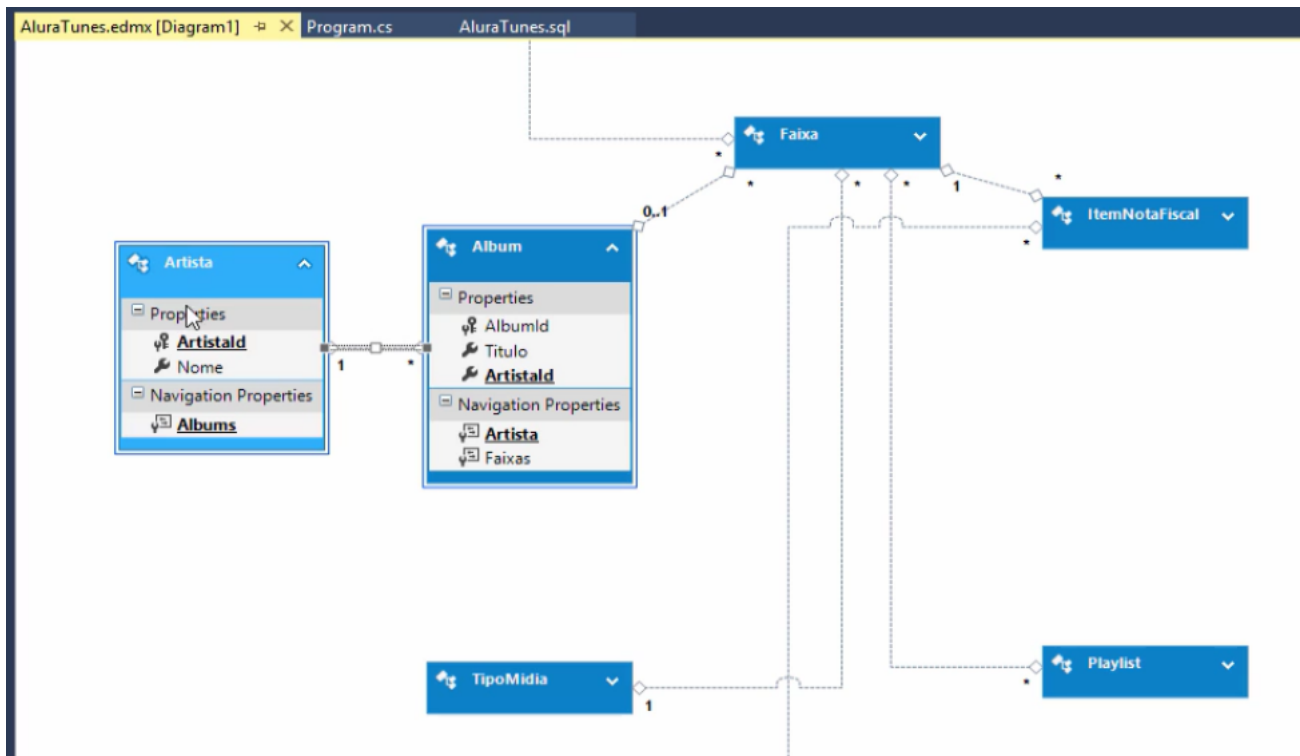 AluraTunes.edmx [Diagram1] Program.cs AluraTunes.sql
Faixa
*
*
*
*
1
*
0..1
ItemNotaFiscal
*
Artista
Properties
ArtistaId
Nome
Navigation Properties
Albums
1
*
Album
Properties
AlbumId
Titulo
ArtistaId
Navigation Properties
Artista
Faixas
TipoMidia
1
Playlist
*